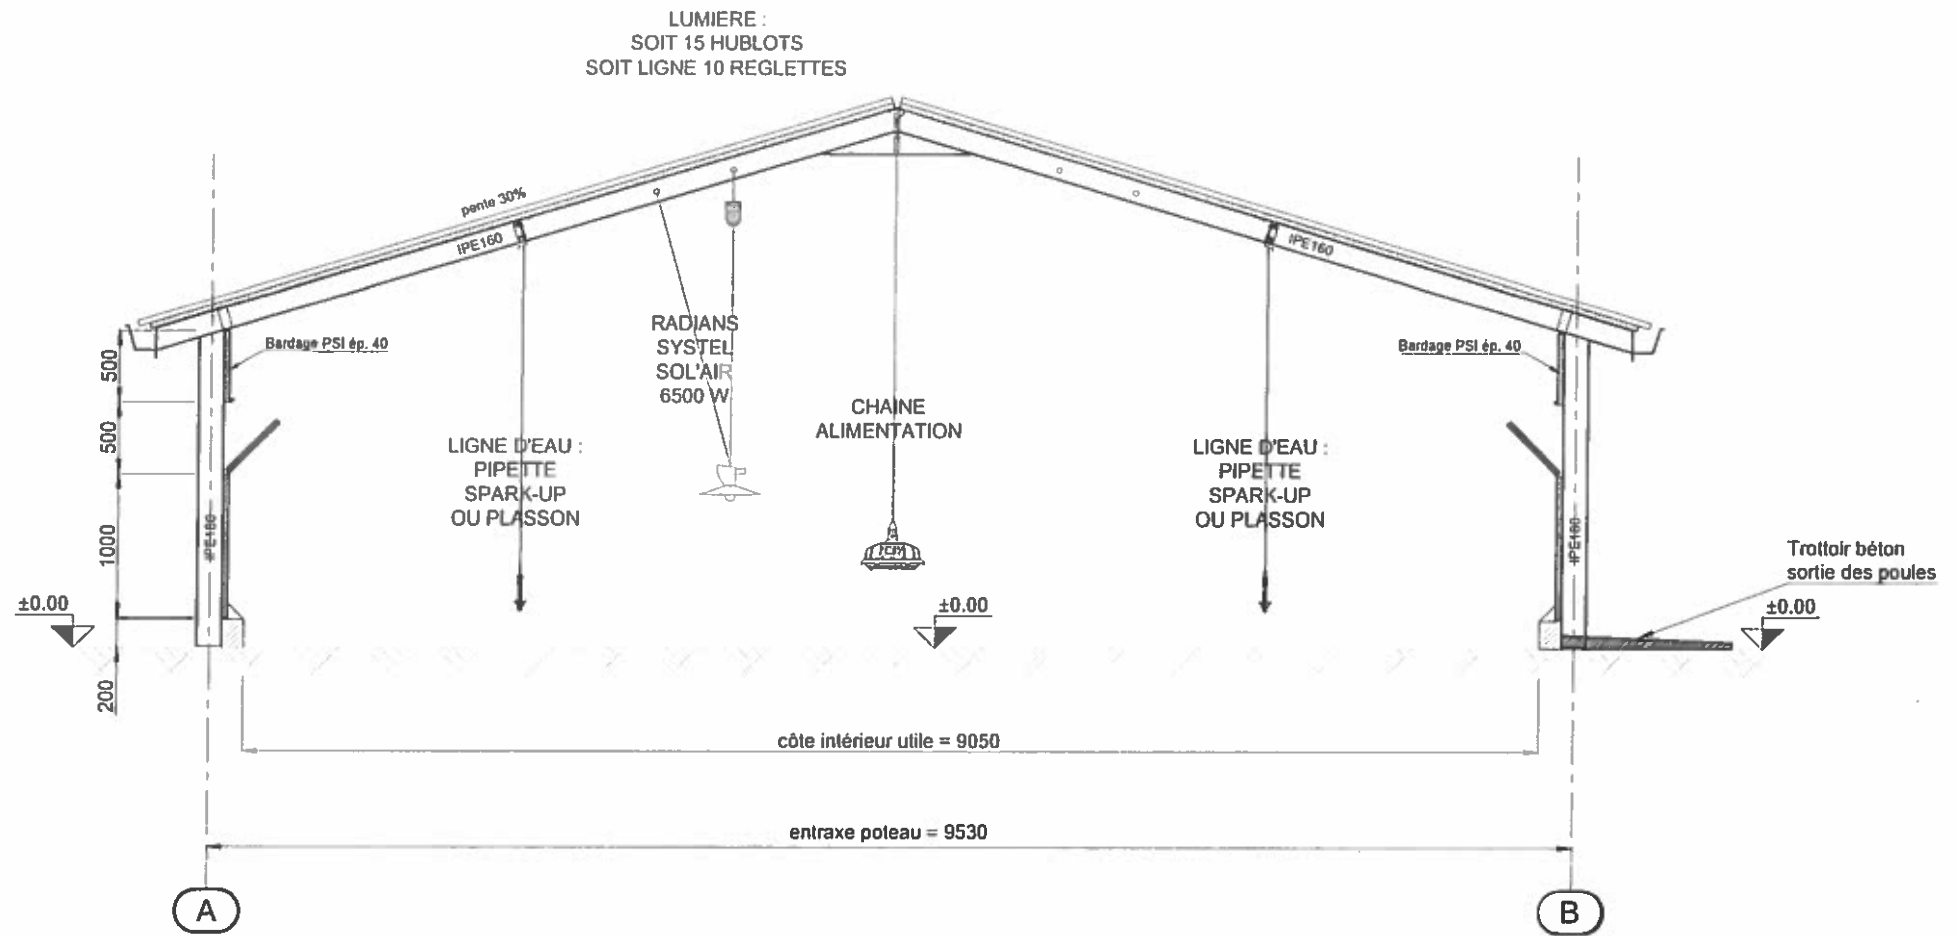 LUMIERE :
SOIT 15 HUBLOTS
SOIT LIGNE 10 REGLETTES
pente 30%
IPE160
IPE160
Bardage PSI ép. 40
Bardage PSI ép. 40
RADIANS
SYSTEL
SOL'AIR
6500 W
CHAINE
ALIMENTATION
LIGNE D'EAU :
PIPETTE
SPARK-UP
OU PLASSON
LIGNE D'EAU :
PIPETTE
SPARK-UP
OU PLASSON
500
500
1000
200
IPE180
IPE180
Trottoir béton
sortie des poules
±0.00
±0.00
±0.00
côte intérieur utile = 9050
entraxe poteau = 9530
A
B